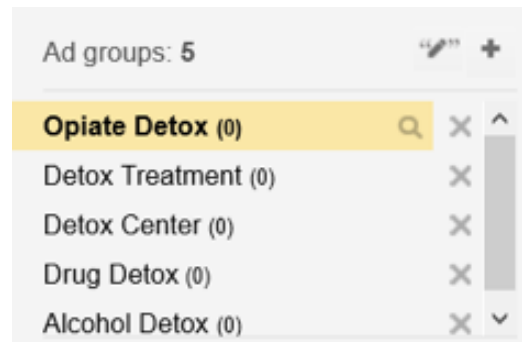 Ad groups: 5
Opiate Detox (0)
Detox Treatment (0)
Detox Center (0)
Drug Detox (0)
Alcohol Detox (0)